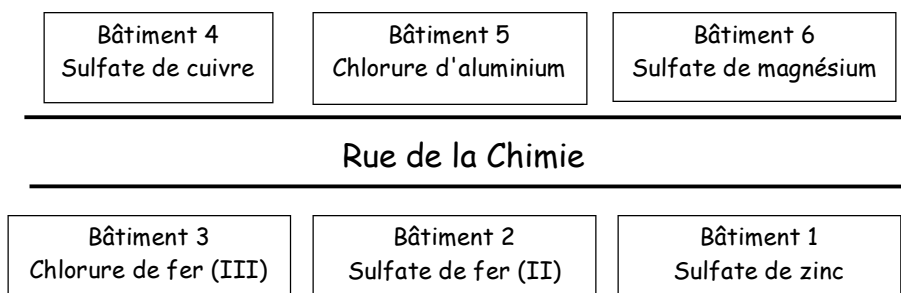 Bâtiment 4
Sulfate de cuivre
Bâtiment 5
Chlorure d'aluminium
Bâtiment 6
Sulfate de magnésium
Rue de la Chimie
Bâtiment 3
Chlorure de fer (III)
Bâtiment 2
Sulfate de fer (II)
Bâtiment 1
Sulfate de zinc